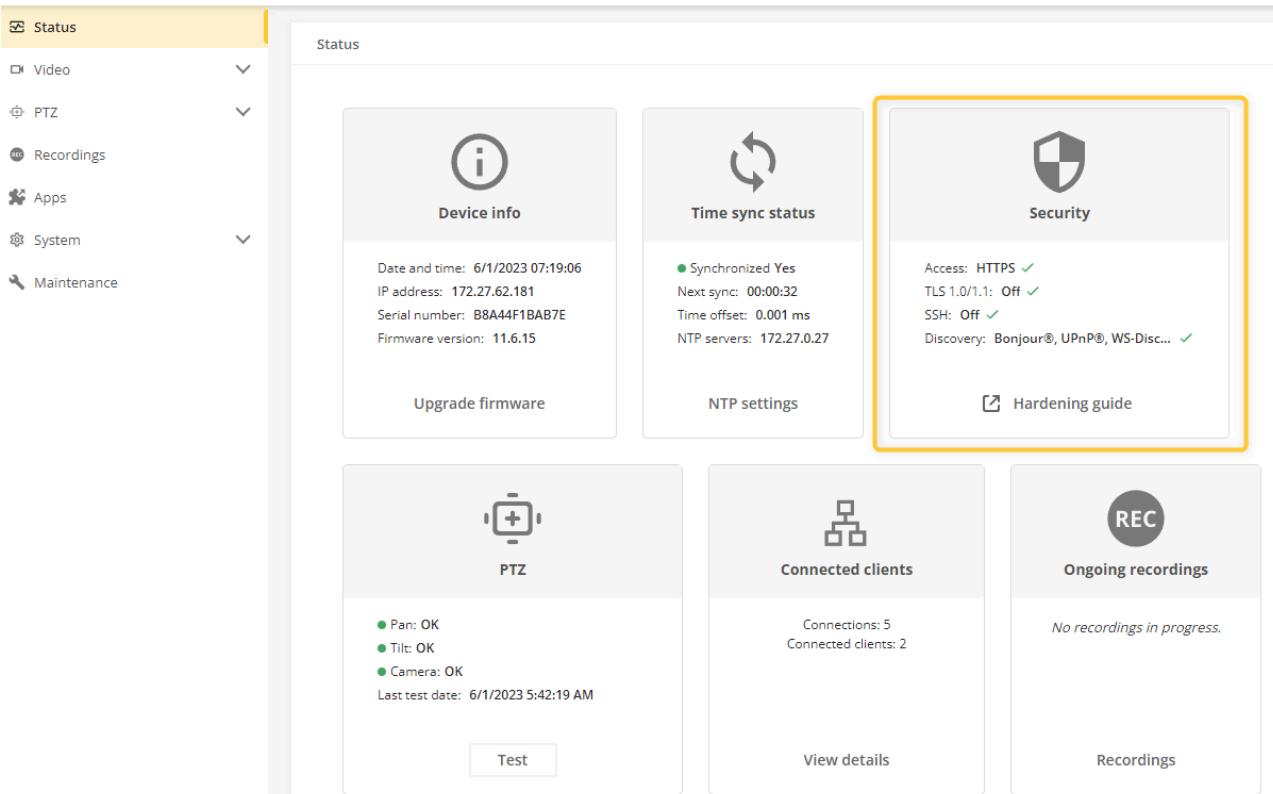 Status
Video
PTZ
Recordings
Apps
System
Maintenance
Status
Device info
Date and time: 6/1/2023 07:19:06
IP address: 172.27.62.181
Serial number: B8A44F1BAB7E
Firmware version: 11.6.15
Upgrade firmware
Time sync status
Synchronized Yes
Next sync: 00:00:32
Time offset: 0.001 ms
NTP servers: 172.27.0.27
NTP settings
Security
Access: HTTPS
TLS 1.0/1.1: Off
SSH: Off
Discovery: Bonjour®, UPnP®, WS-Disc...
Hardening guide
PTZ
Pan: OK
Tilt: OK
Camera: OK
Last test date: 6/1/2023 5:42:19 AM
Test
Connected clients
Connections: 5
Connected clients: 2
View details
REC
Ongoing recordings
No recordings in progress.
Recordings